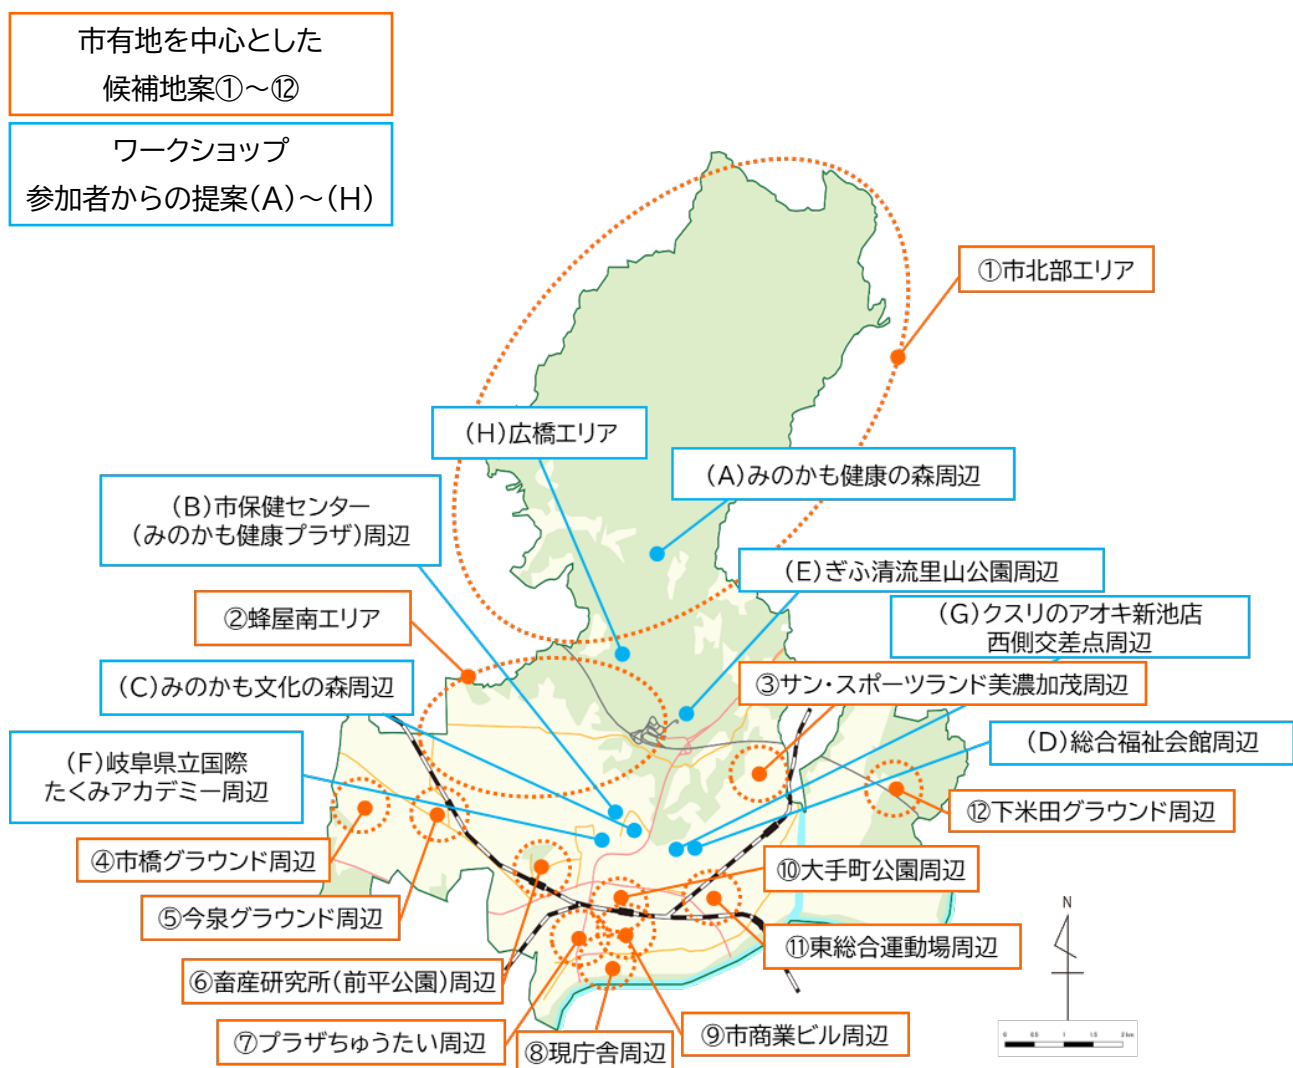 市有地を中心とした
候補地案①～⑫
ワークショップ
参加者からの提案(A)～(H)
①市北部エリア
(H)広橋エリア
(A)みのかも健康の森周辺
(B)市保健センター
(みのかも健康プラザ)周辺
(E)ぎふ清流里山公園周辺
②蜂屋南エリア
(G)クスリのアオキ新池店
西側交差点周辺
(C)みのかも文化の森周辺
③サン・スポーツランド美濃加茂周辺
(F)岐阜県立国際
たくみアカデミー周辺
(D)総合福祉会館周辺
⑫下米田グラウンド周辺
④市橋グラウンド周辺
⑩大手町公園周辺
⑤今泉グラウンド周辺
⑪東総合運動場周辺
⑥畜産研究所(前平公園)周辺
⑦プラザちゅうたい周辺
⑧現庁舎周辺
⑨市商業ビル周辺
N
0 0.5 1 1.5 2 km